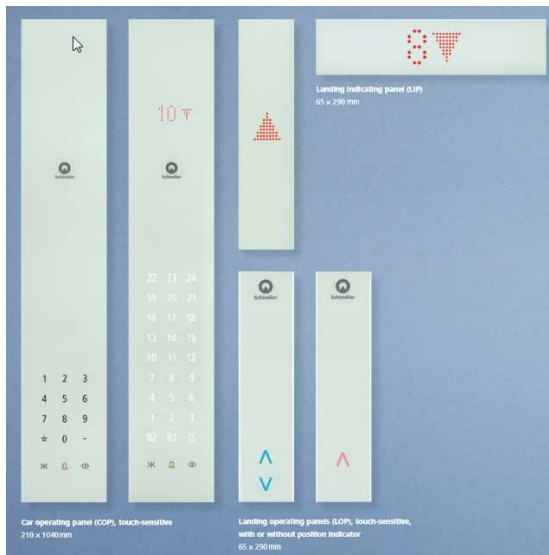 8
Landing indicating panel (LIP)
65 x 290 mm
10
Schindler
Schindler
22 23 24
19 20 21
16 17 18
13 14 15
10 11 12
7 8 9
4 5 6
1 2 3
B2 B1 G
1 2 3
4 5 6
7 8 9
☆ 0 -
Schindler
Schindler
Car operating panel (COP), touch-sensitive
210 x 1040 mm
Landing operating panels (LOP), touch-sensitive,
with or without position indicator
65 x 290 mm